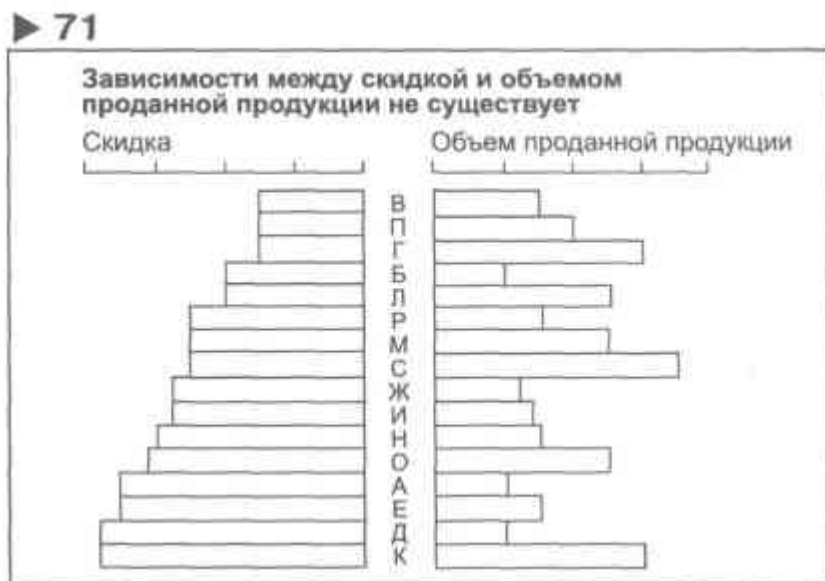 ▶ 71
Зависимости между скидкой и объемом
проданной продукции не существует
Скидка
Объем проданной продукции
В
П
Г
Б
Л
Р
М
С
Ж
И
Н
О
А
Е
Д
К